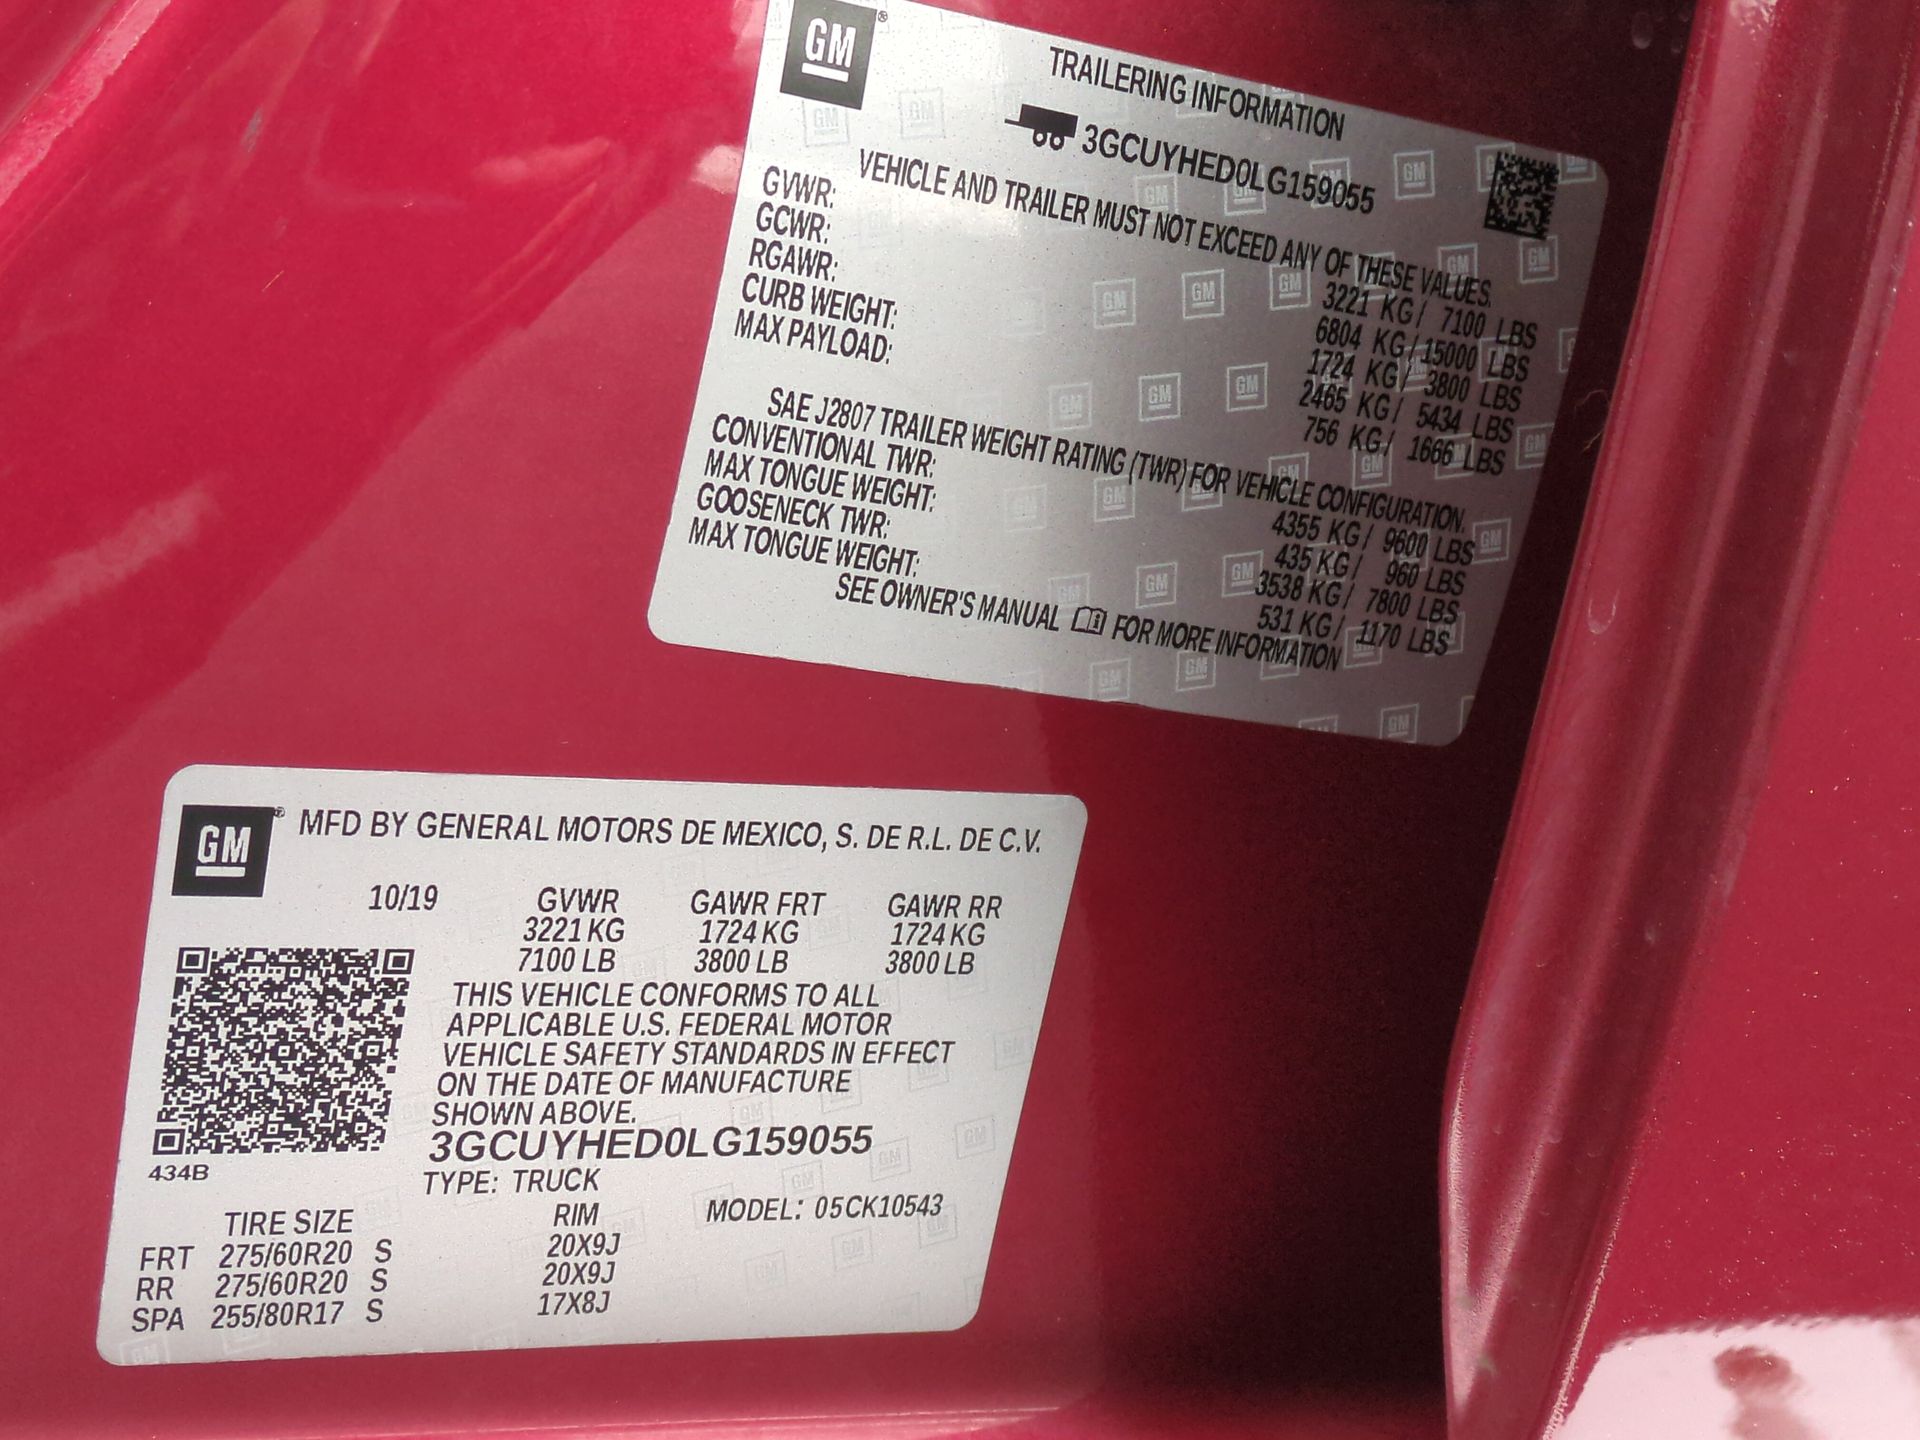 GM
TRAILERING INFORMATION
3GCUYHED0LG159055
VEHICLE AND TRAILER MUST NOT EXCEED ANY OF THESE VALUES.
GVWR: 3221 KG/ 7100 LBS
GCWR: 6804 KG/15000 LBS
RGAWR: 1724 KG/ 3800 LBS
CURB WEIGHT: 2465 KG/ 5434 LBS
MAX PAYLOAD: 756 KG/ 1666 LBS
SAE J2807 TRAILER WEIGHT RATING (TWR) FOR VEHICLE CONFIGURATION.
CONVENTIONAL TWR: 4355 KG/ 9600 LBS
MAX TONGUE WEIGHT: 435 KG/ 960 LBS
GOOSENECK TWR: 3538 KG/ 7800 LBS
MAX TONGUE WEIGHT: 531 KG/ 1170 LBS
SEE OWNER'S MANUAL FOR MORE INFORMATION
GM MFD BY GENERAL MOTORS DE MEXICO, S. DE R.L. DE C.V.
10/19 GVWR GAWR FRT GAWR RR
3221 KG 1724 KG 1724 KG
7100 LB 3800 LB 3800 LB
THIS VEHICLE CONFORMS TO ALL
APPLICABLE U.S. FEDERAL MOTOR
VEHICLE SAFETY STANDARDS IN EFFECT
ON THE DATE OF MANUFACTURE
SHOWN ABOVE.
3GCUYHED0LG159055
434B
TYPE: TRUCK
MODEL: 05CK10543
TIRE SIZE RIM
FRT 275/60R20 S 20X9J
RR 275/60R20 S 20X9J
SPA 255/80R17 S 17X8J